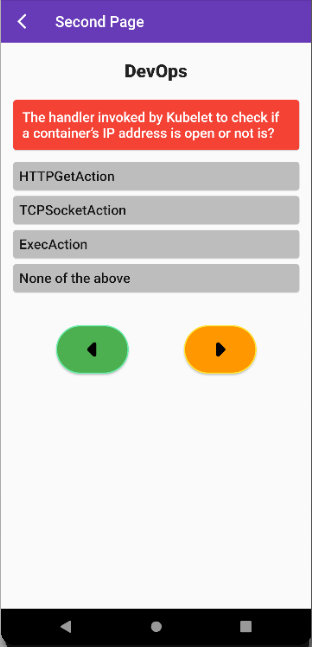 Second Page
DevOps
The handler invoked by Kubelet to check if
a container's IP address is open or not is?
HTTPGetAction
TCPSocketAction
ExecAction
None of the above